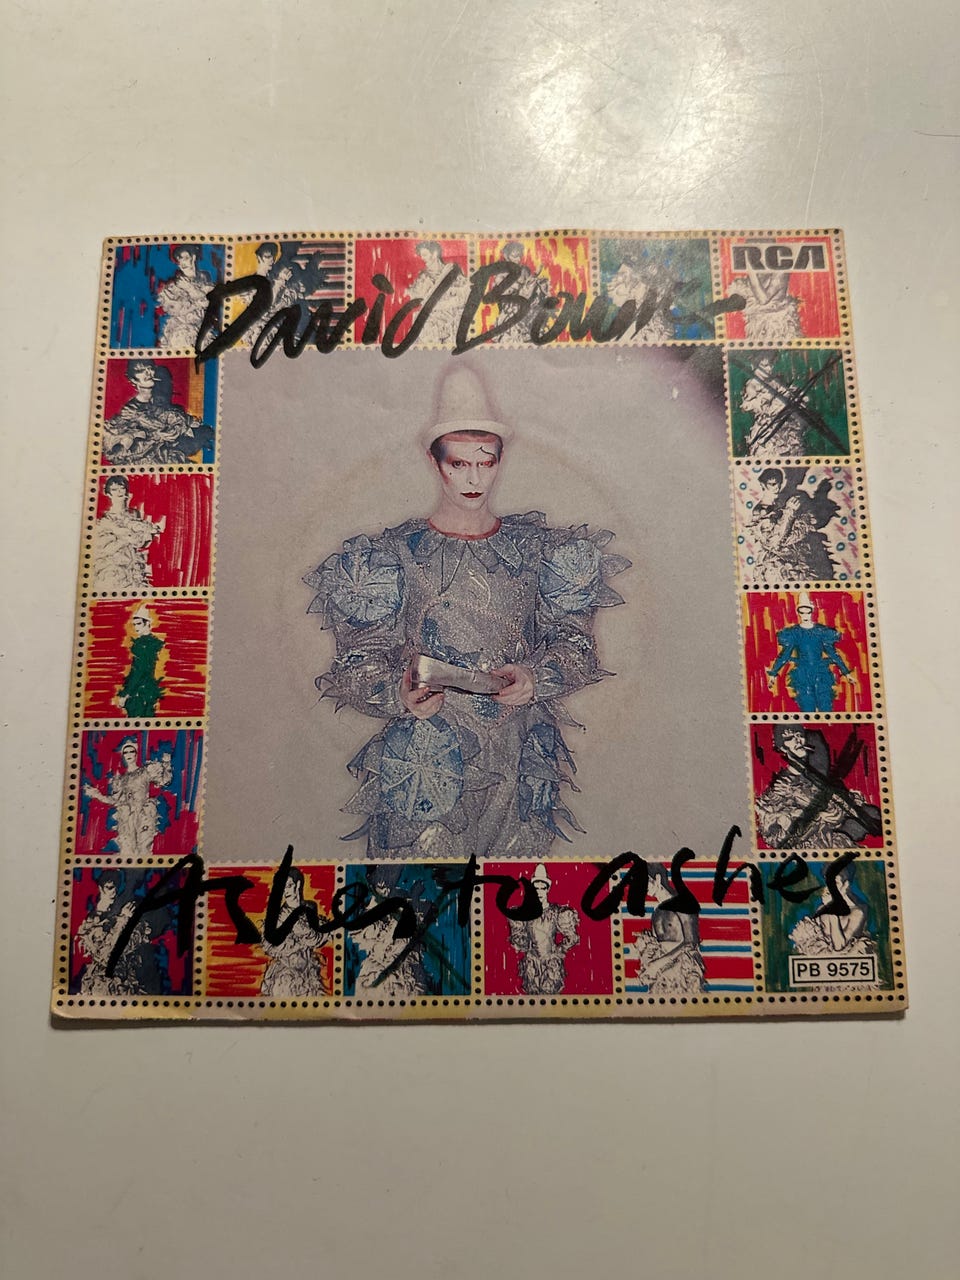 RCA
David Bowie
Ashes to ashes
PB 9575